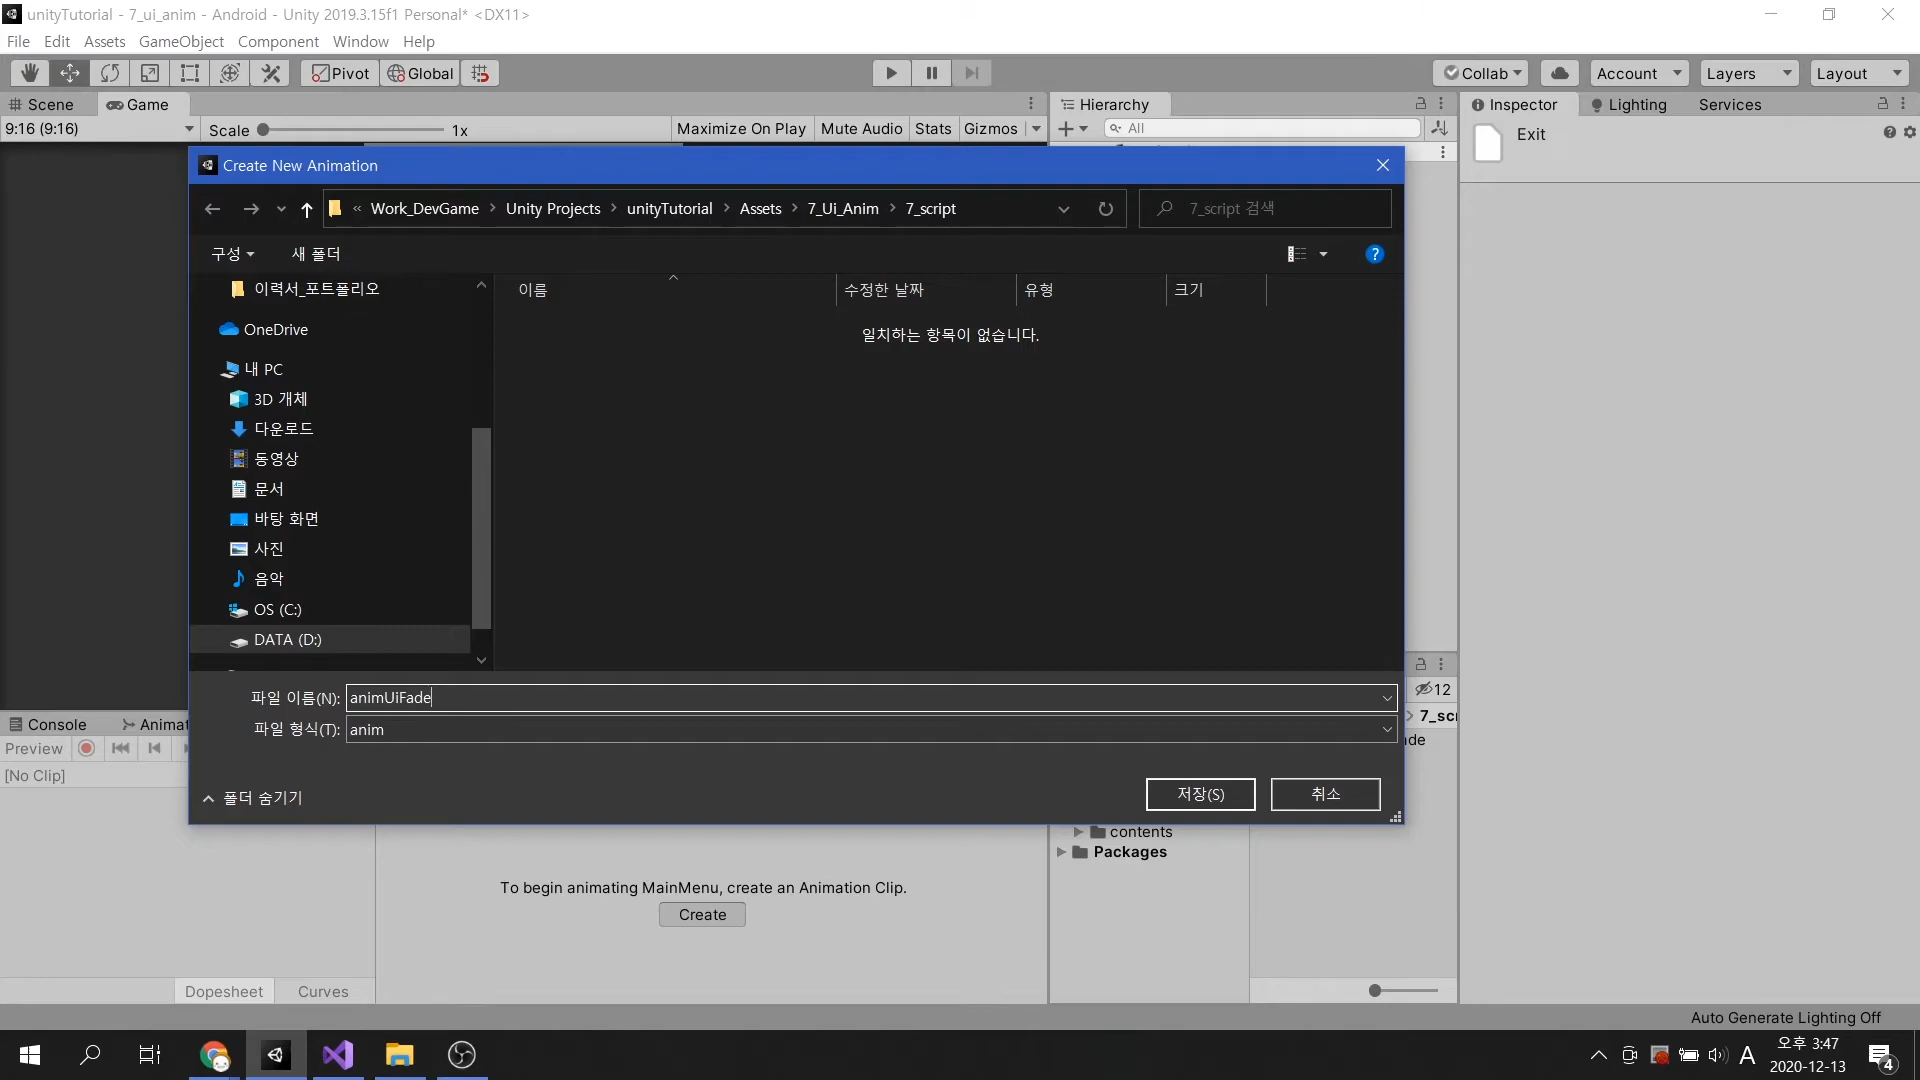 unityTutorial - 7_ui_anim - Android - Unity 2019.3.15f1 Personal* <DX11>
File Edit Assets GameObject Component Window Help
Pivot Global Collab Account Layers Layout
Scene Game Hierarchy Inspector Lighting Services
9:16 (9:16) Scale 1x Maximize On Play Mute Audio Stats Gizmos All
Exit
Create New Animation
« Work_DevGame > Unity Projects > unityTutorial > Assets > 7_Ui_Anim > 7_script 7_script 검색
구성 새 폴더 ?
이력서_포트폴리오 이름 수정한 날짜 유형 크기
OneDrive
일치하는 항목이 없습니다.
내 PC
3D 개체
다운로드
동영상
문서
바탕 화면
사진
음악
OS (C:)
DATA (D:)
파일 이름(N): animUiFade
12
파일 형식(T): anim
폴더 숨기기 저장(S) 취소
Console Animat
Preview
[No Clip]
contents
Packages
To begin animating MainMenu, create an Animation Clip.
Create
Dopesheet Curves
Auto Generate Lighting Off
A 오후 3:47
2020-12-13 4